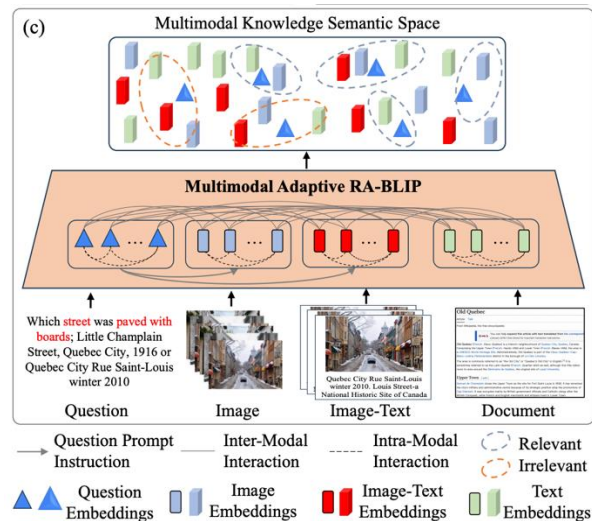 (c)
Multimodal Knowledge Semantic Space
Multimodal Adaptive RA-BLIP
Which street was
paved with
boards; Little Champlain
Street, Quebec City, 1916 or
Quebec City Rue Saint-Louis
winter 2010
Quebec City Rue Saint-Louis
winter 2010. Louis Street-a
National Historic Site of Canada
Old Quebec
Upper Town
Question
Image
Image-Text
Document
Question Prompt
Instruction
Inter-Modal
Interaction
Intra-Modal
Interaction
Relevant
Irrelevant
Question
Embeddings
Image
Embeddings
Image-Text
Embeddings
Text
Embeddings